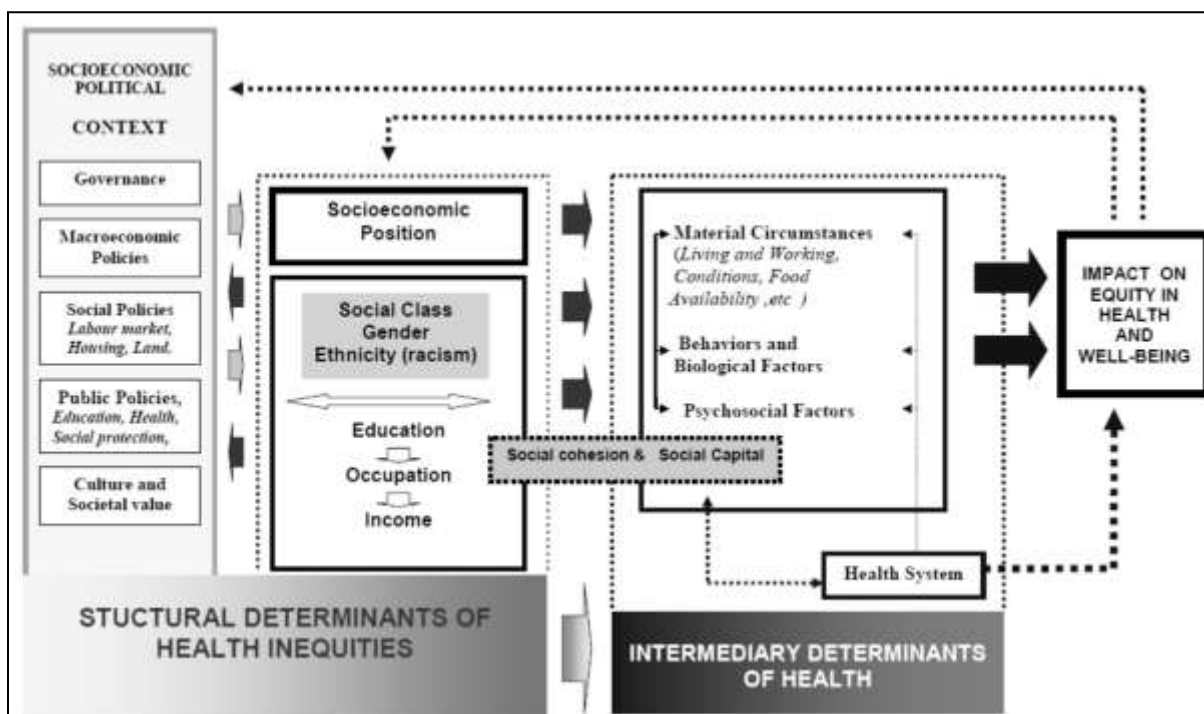 SOCIOECONOMIC
POLITICAL
CONTEXT
Governance
Macroeconomic
Policies
Social Policies
Labour market,
Housing, Land.
Public Policies,
Education, Health,
Social protection,
Culture and
Societal value
Socioeconomic
Position
Social Class
Gender
Ethnicity (racism)
Education
Occupation
Income
Social cohesion & Social Capital
Material Circumstances
(Living and Working,
Conditions, Food
Availability ,etc )
Behaviors and
Biological Factors
Psychosocial Factors
Health System
IMPACT ON
EQUITY IN
HEALTH
AND
WELL-BEING
STUCTURAL DETERMINANTS OF
HEALTH INEQUITIES
INTERMEDIARY DETERMINANTS
OF HEALTH